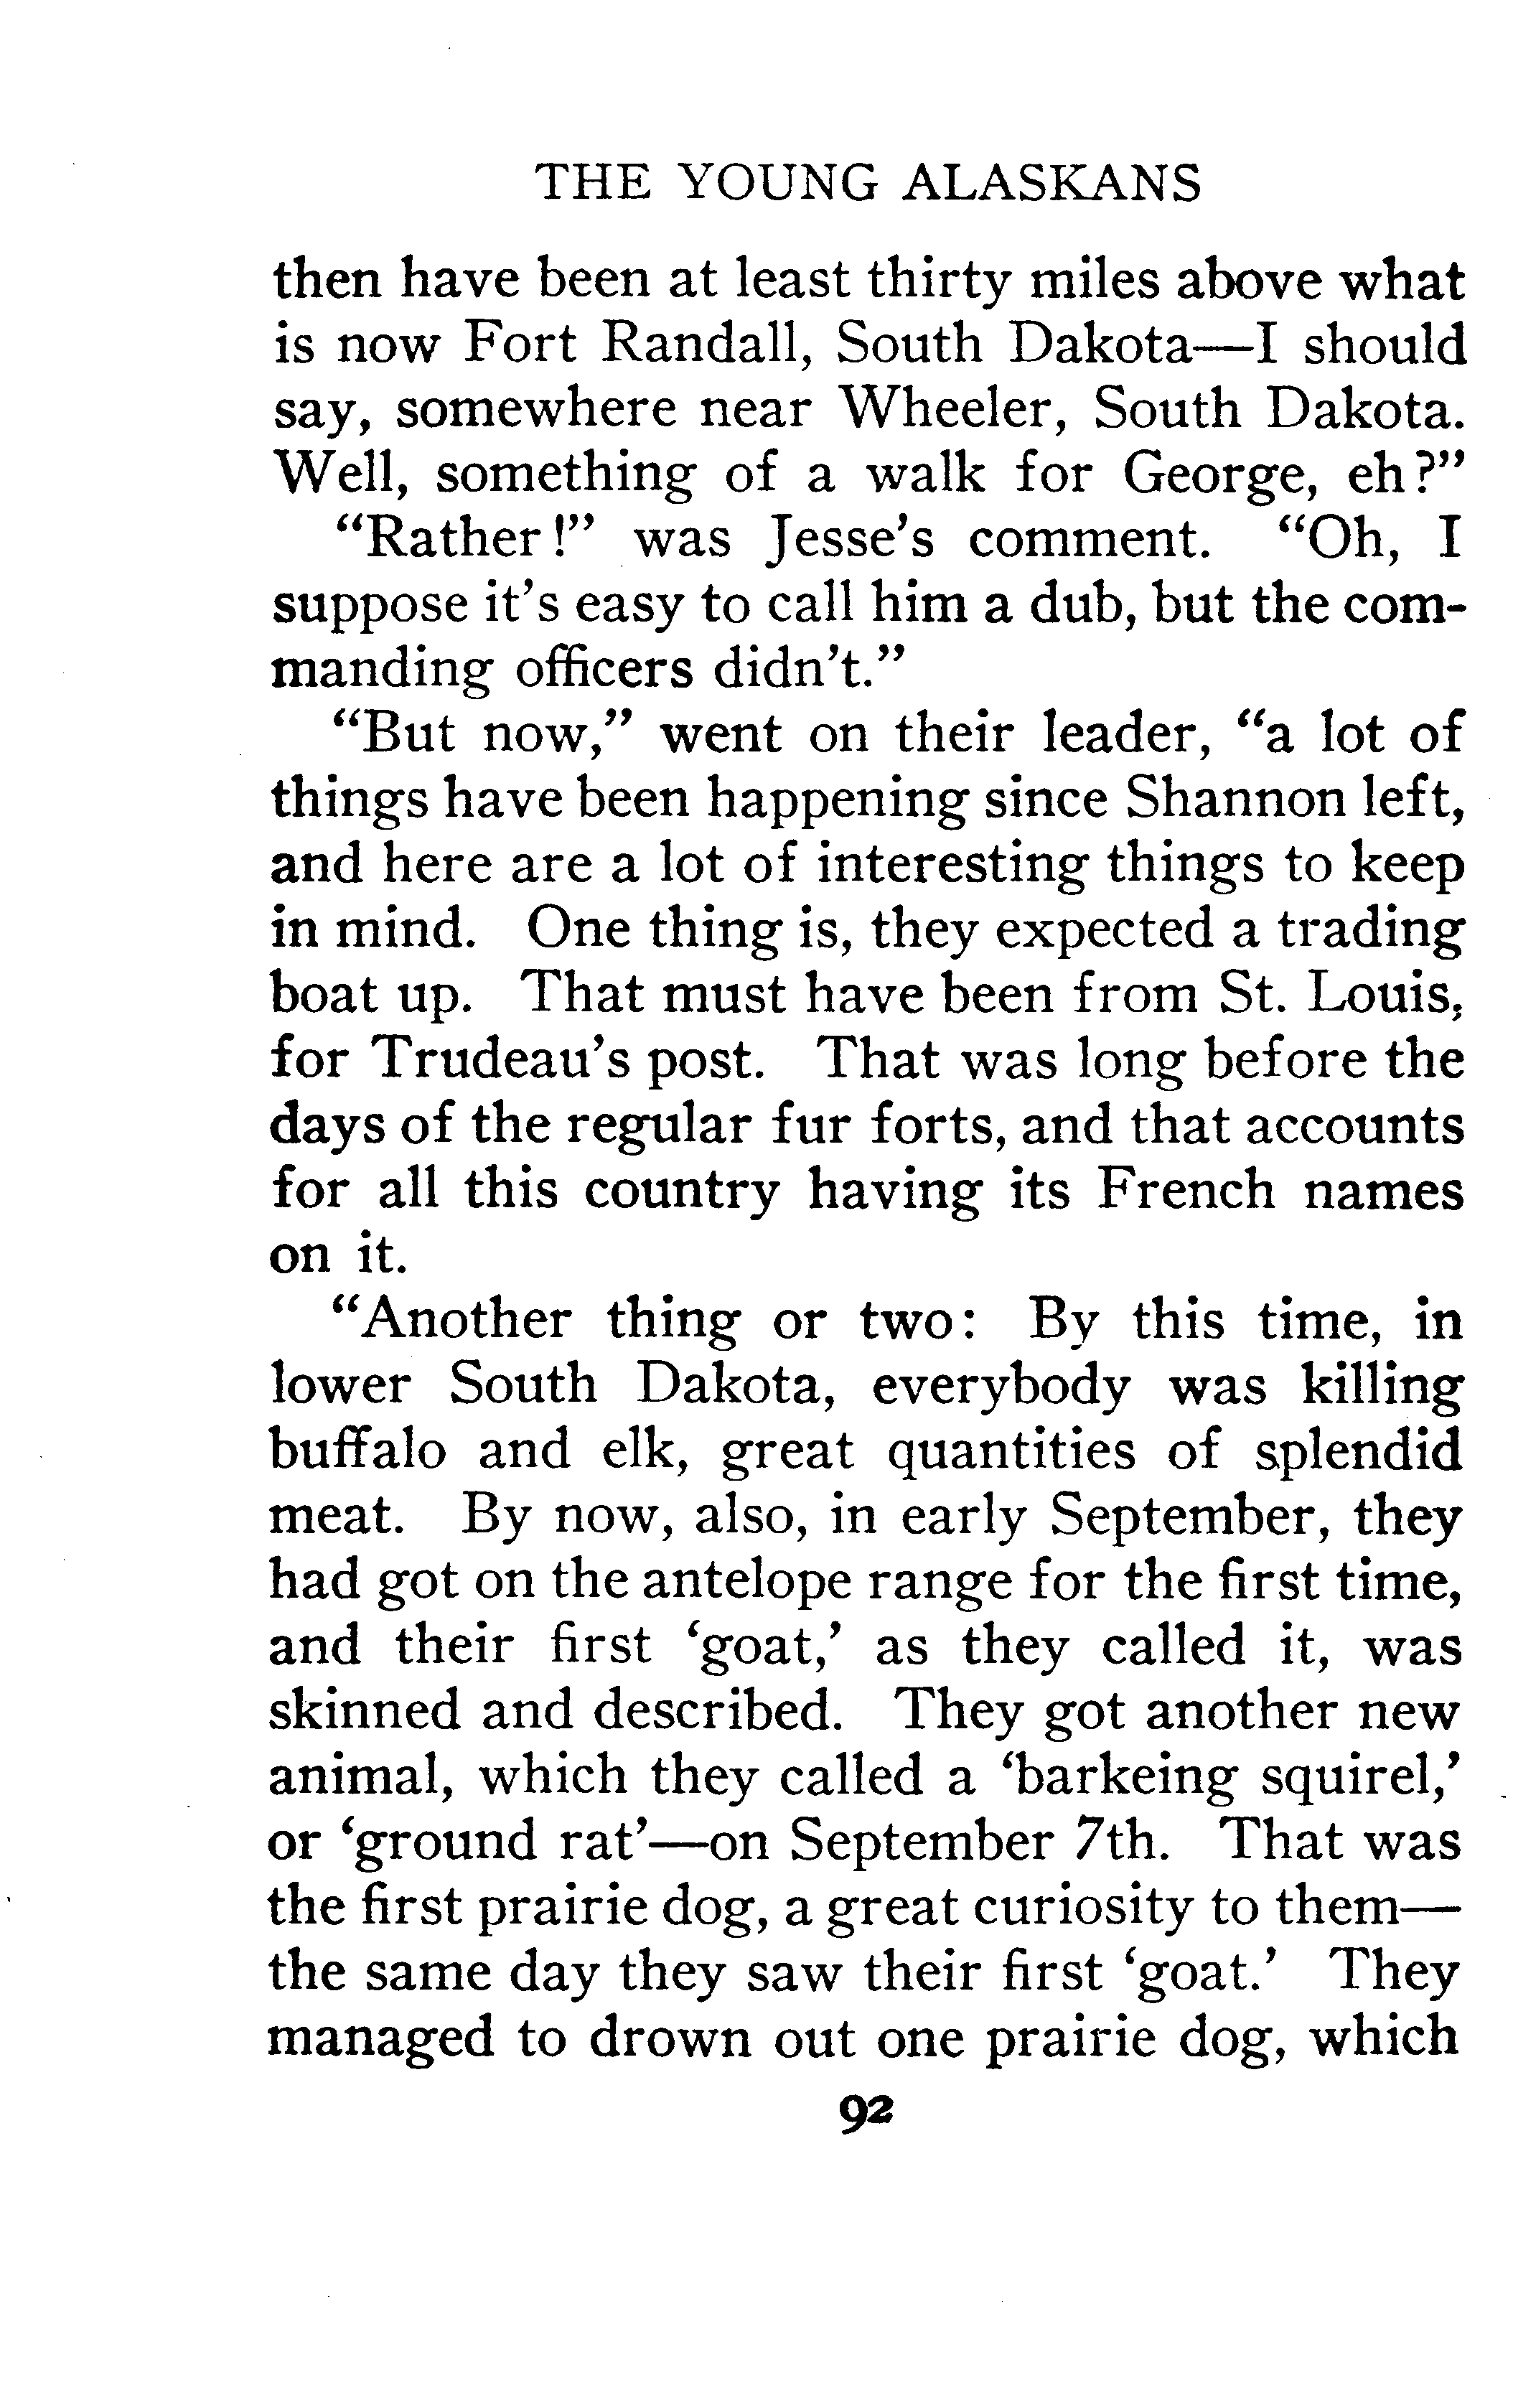 THE YOUNG ALASKANS
then have been at least thirty miles above what
is now Fort Randall, South Dakota—I should
say, somewhere near Wheeler, South Dakota.
Well, something of a walk for George, eh?”
“Rather!” was Jesse’s comment. “Oh, I
suppose it’s easy to call him a dub, but the com-
manding officers didn’t.”
“But now,” went on their leader, “a lot of
things have been happening since Shannon left,
and here are a lot of interesting things to keep
in mind. One thing is, they expected a trading
boat up. That must have been from St. Louis,
for Trudeau’s post. That was long before the
days of the regular fur forts, and that accounts
for all this country having its French names
on it.
“Another thing or two: By this time, in
lower South Dakota, everybody was killing
buffalo and elk, great quantities of splendid
meat. By now, also, in early September, they
had got on the antelope range for the first time,
and their first ‘goat,’ as they called it, was
skinned and described. They got another new
animal, which they called a ‘barkeing squirel,’
or ‘ground rat’—on September 7th. That was
the first prairie dog, a great curiosity to them—
the same day they saw their first ‘goat.’ They
managed to drown out one prairie dog, which
92